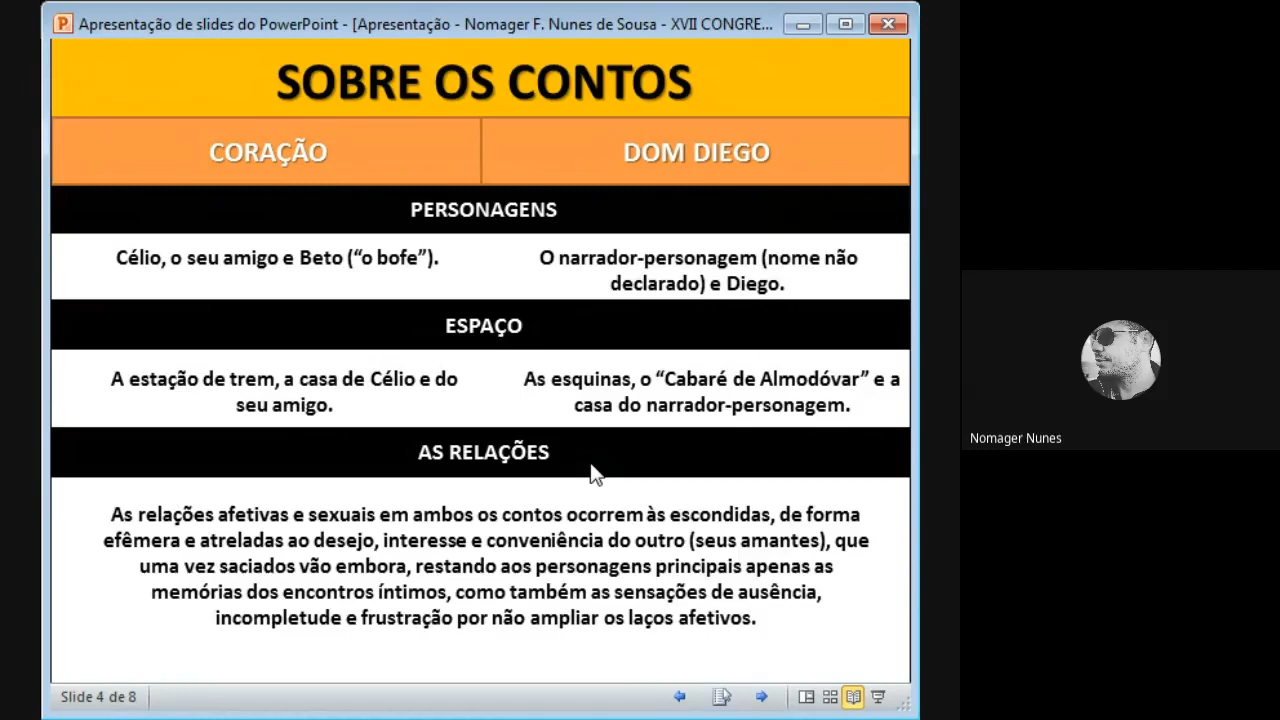 Apresentação de slides do PowerPoint - [Apresentação - Nomager F. Nunes de Sousa - XVII CONGRE...
SOBRE OS CONTOS
CORAÇÃO
DOM DIEGO
PERSONAGENS
Célio, o seu amigo e Beto (“o bofe”).
O narrador-personagem (nome não
declarado) e Diego.
ESPAÇO
A estação de trem, a casa de Célio e do
seu amigo.
As esquinas, o “Cabaré de Almodóvar” e a
casa do narrador-personagem.
AS RELAÇÕES
As relações afetivas e sexuais em ambos os contos ocorrem às escondidas, de forma
efêmera e atreladas ao desejo, interesse e conveniência do outro (seus amantes), que
uma vez saciados vão embora, restando aos personagens principais apenas as
memórias dos encontros íntimos, como também as sensações de ausência,
incompletude e frustração por não ampliar os laços afetivos.
Slide 4 de 8
Nomager Nunes